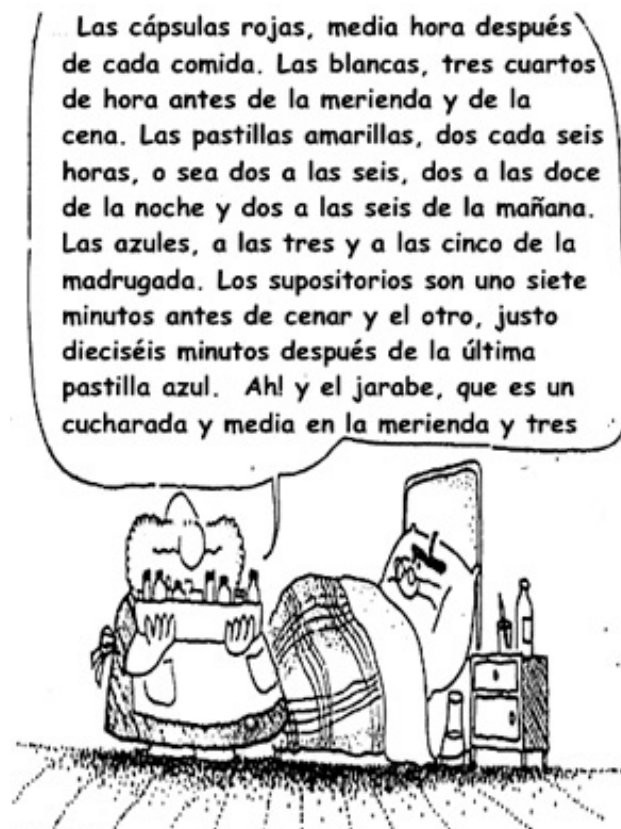 Las cápsulas rojas, media hora después
de cada comida. Las blancas, tres cuartos
de hora antes de la merienda y de la
cena. Las pastillas amarillas, dos cada seis
horas, o sea dos a las seis, dos a las doce
de la noche y dos a las seis de la mañana.
Las azules, a las tres y a las cinco de la
madrugada. Los supositorios son uno siete
minutos antes de cenar y el otro, justo
dieciséis minutos después de la última
pastilla azul. Ah! y el jarabe, que es un
cucharada y media en la merienda y tres